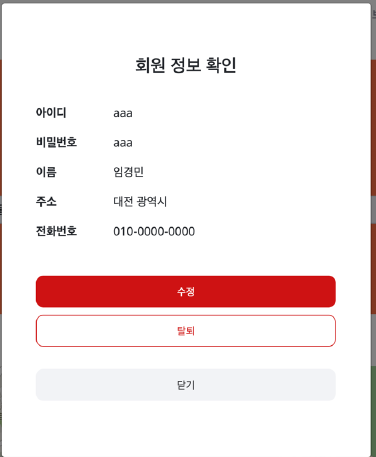 회원 정보 확인
아이디 aaa
비밀번호 aaa
이름 임경민
주소 대전 광역시
전화번호 010-0000-0000
수정
탈퇴
닫기